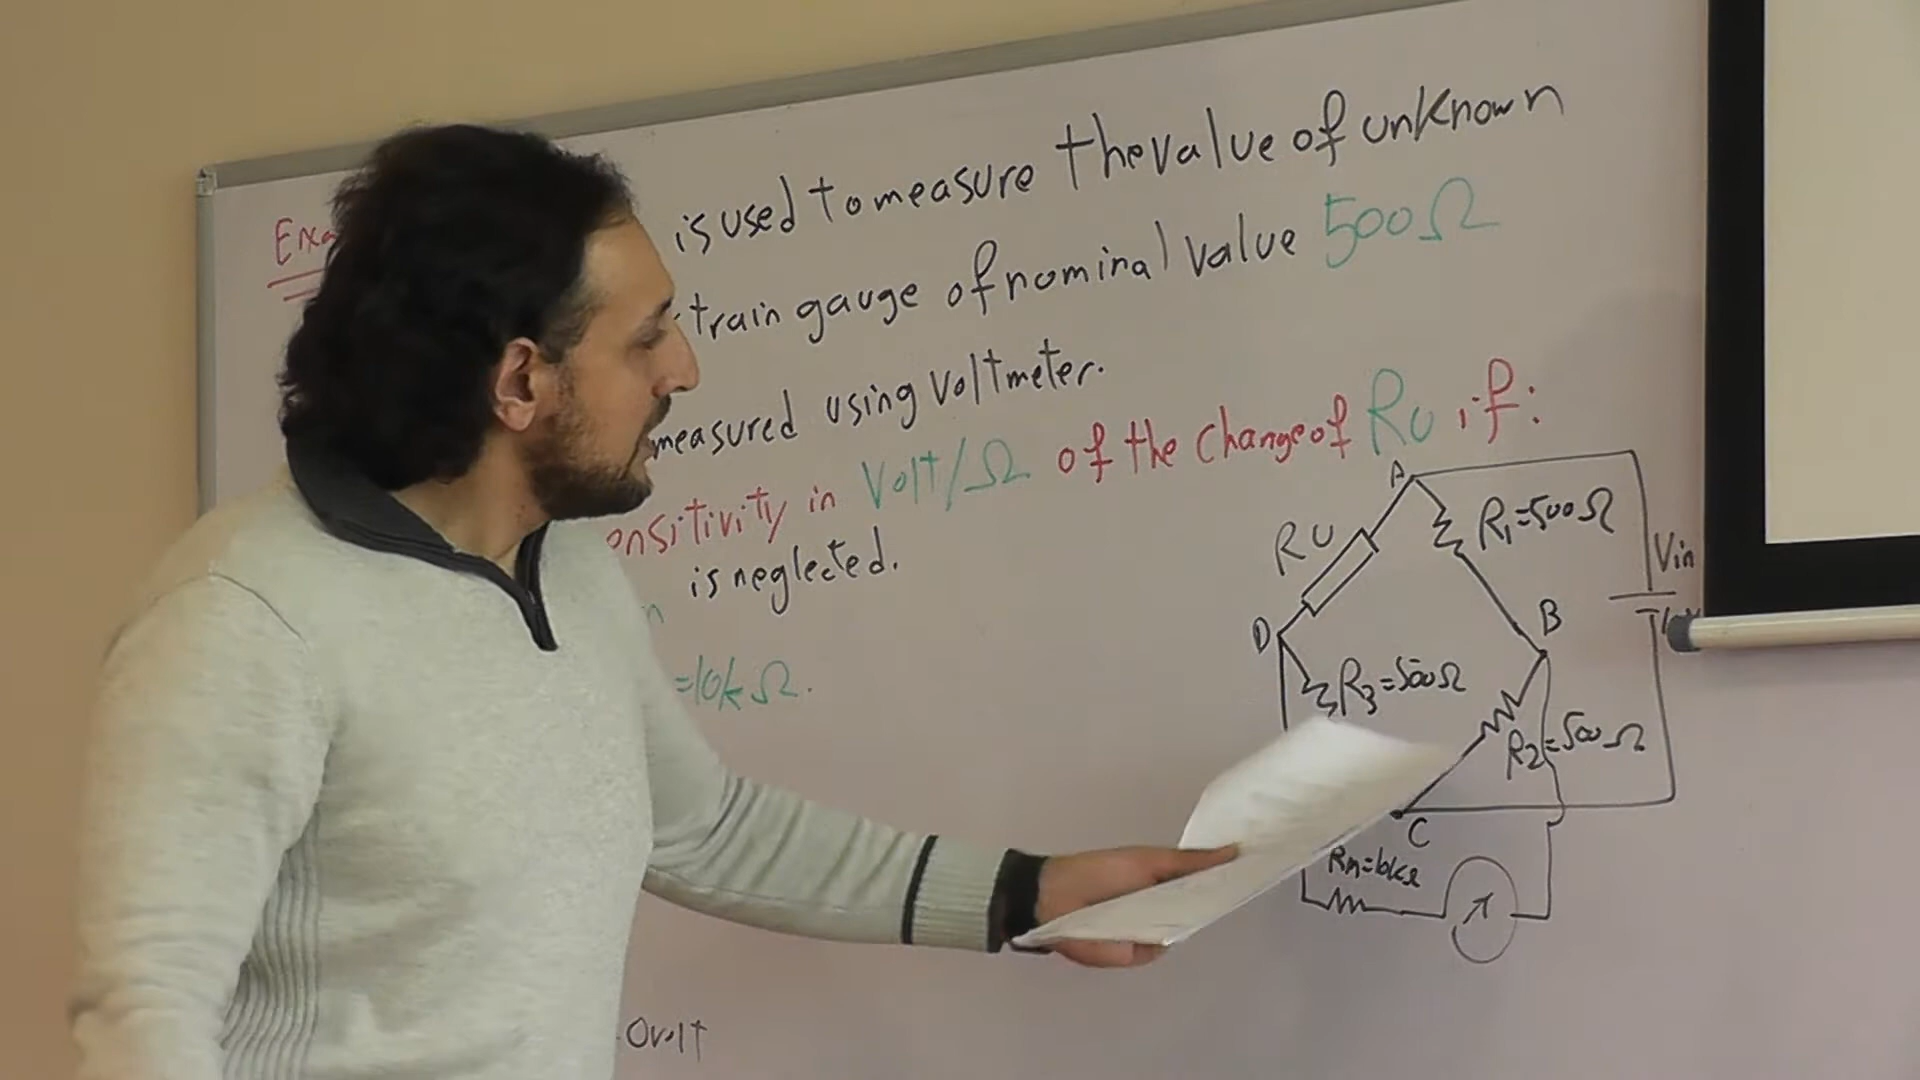 is used to measure the value of unknown
train gauge of nominal value 500Ω
measured using voltmeter.
ensitivity in Volt/Ω of the change of RU if:
is neglected.
=10kΩ.
A
RU
R1=500Ω
Vin
D
B
R3=500Ω
R2=500Ω
C
Rm=10kΩ
0volt